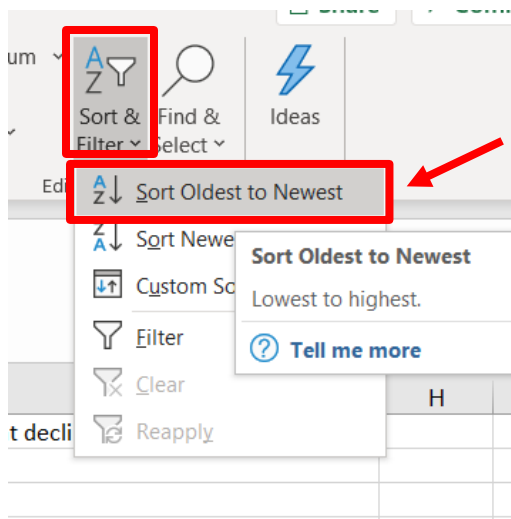 Share
um
A
Z
Sort & Find & Ideas
Filter Select
Edi
A
Z
Sort Oldest to Newest
Z
A
Sort Newe
Sort Oldest to Newest
Custom So
Lowest to highest.
Filter
Tell me more
Clear
H
t decli
Reapply